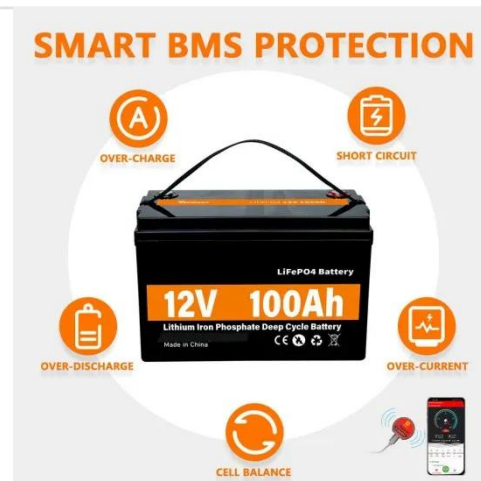 SMART BMS PROTECTION
A
OVER-CHARGE
SHORT CIRCUIT
LiFePO4 Battery
12V 100Ah
Lithium Iron Phosphate Deep Cycle Battery
Made in China
CE
OVER-DISCHARGE
OVER-CURRENT
CELL BALANCE